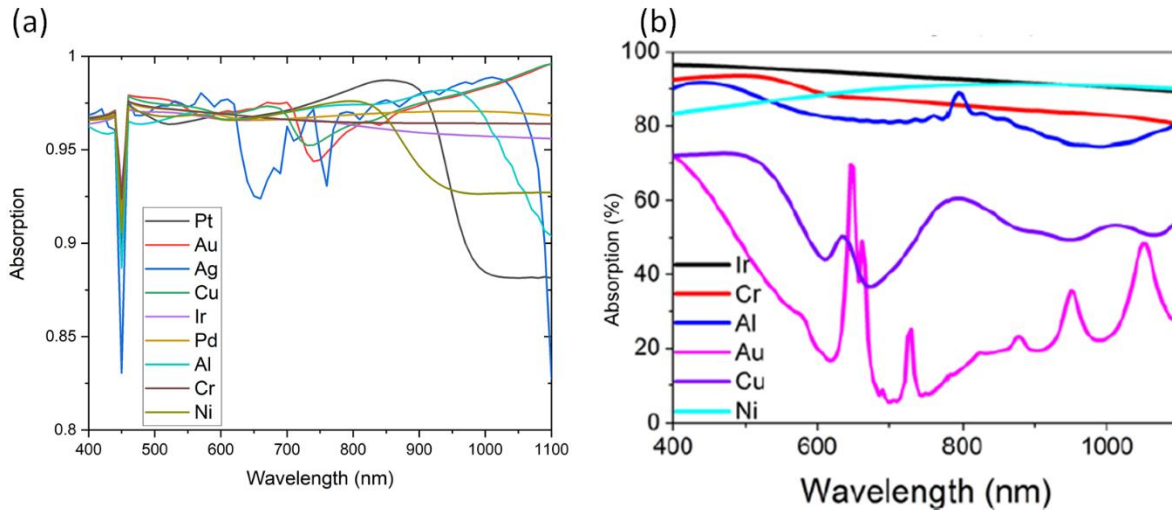 (a)
1
0.95
0.9
0.85
0.8
Absorption
Pt
Au
Ag
Cu
Ir
Pd
Al
Cr
Ni
400 500 600 700 800 900 1000 1100
Wavelength (nm)
(b)
100
80
60
40
20
0
Absorption (%)
Ir
Cr
Al
Au
Cu
Ni
400 600 800 1000
Wavelength (nm)